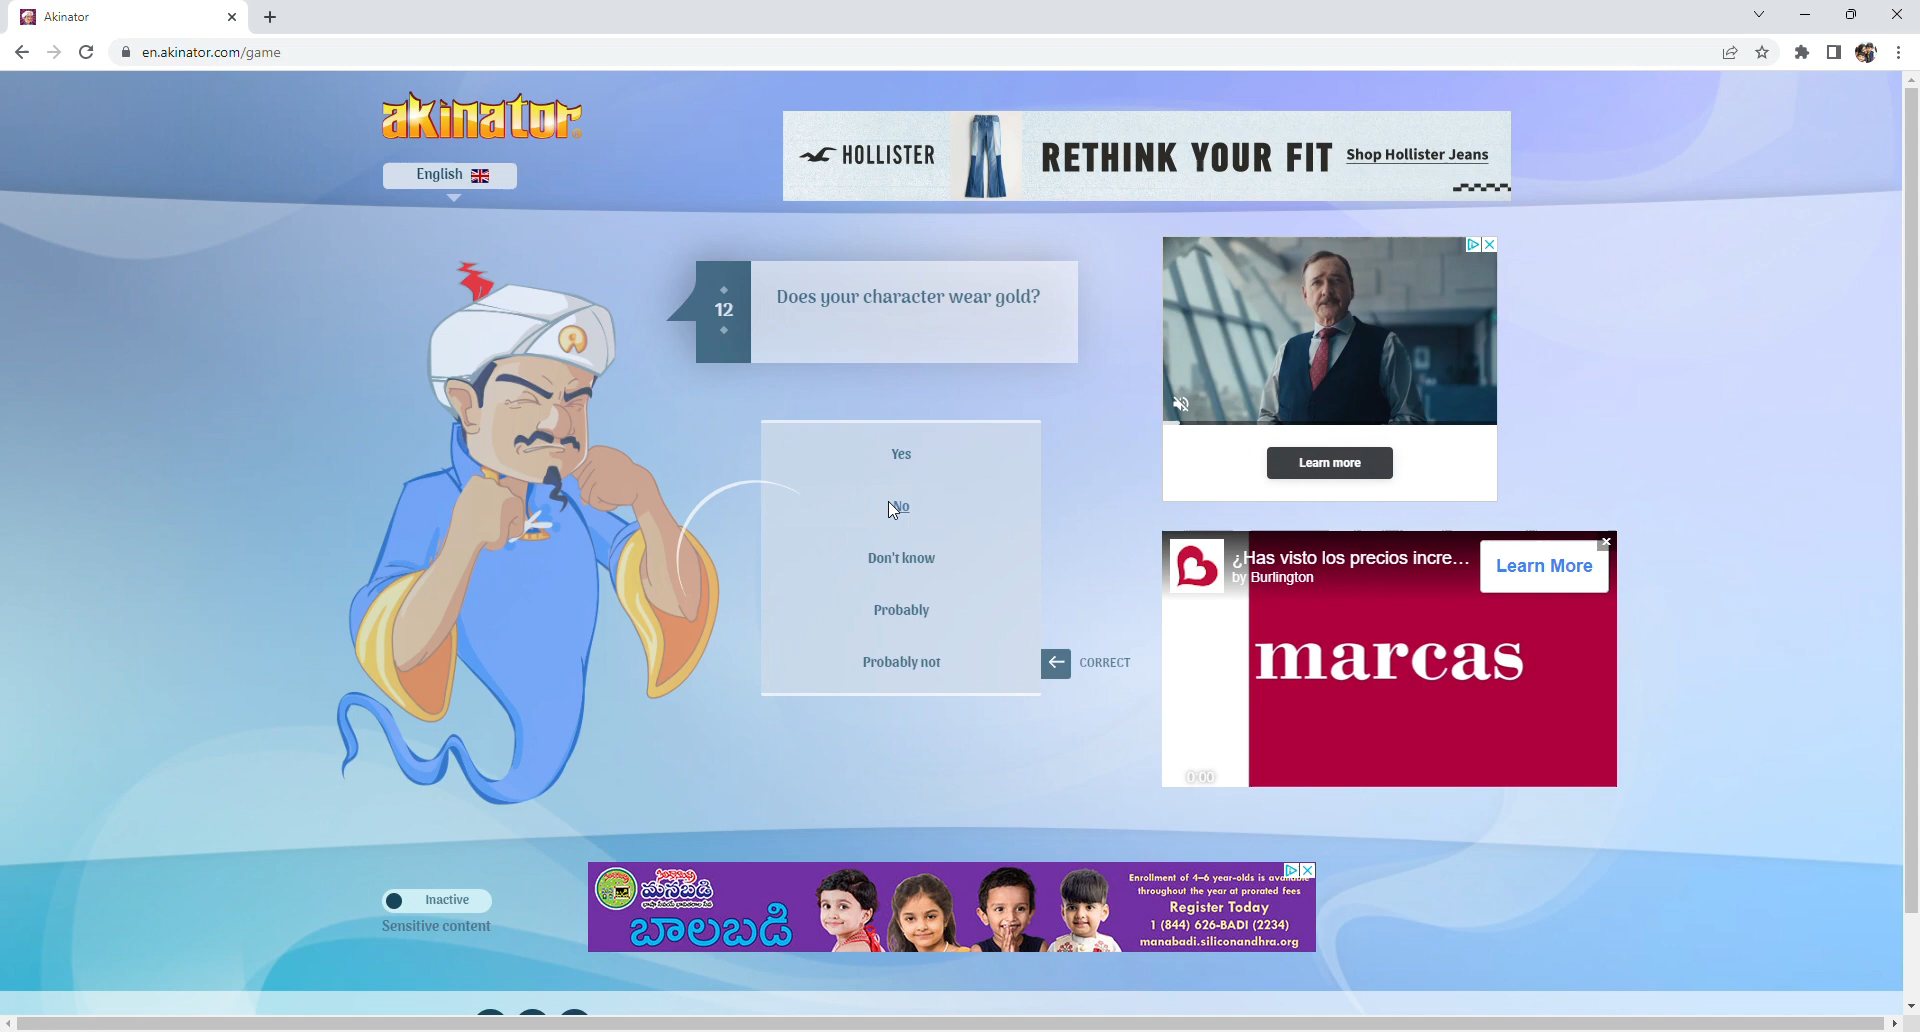 Akinator
en.akinator.com/game
akinator
English
HOLLISTER
RETHINK YOUR FIT
Shop Hollister Jeans
12
Does your character wear gold?
Yes
No
Don't know
Probably
Probably not
CORRECT
Learn more
¿Has visto los precios incre...
by Burlington
Learn More
marcas
0:00
Inactive
Sensitive content
మనబడి
బాలబడి
Enrollment of 4–6 year-olds is available
throughout the year at prorated fees
Register Today
1 (844) 626-BADI (2234)
manabadi.siliconandhra.org